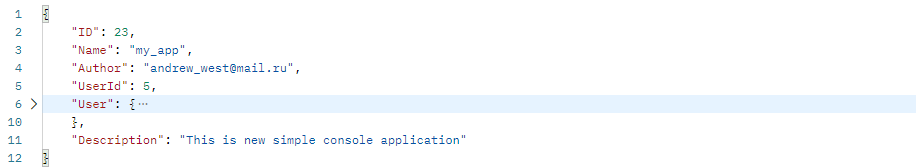 1 {
2 "ID": 23,
3 "Name": "my_app",
4 "Author": "andrew_west@mail.ru",
5 "UserId": 5,
6 "User": {⋯
10 },
11 "Description": "This is new simple console application"
12 }